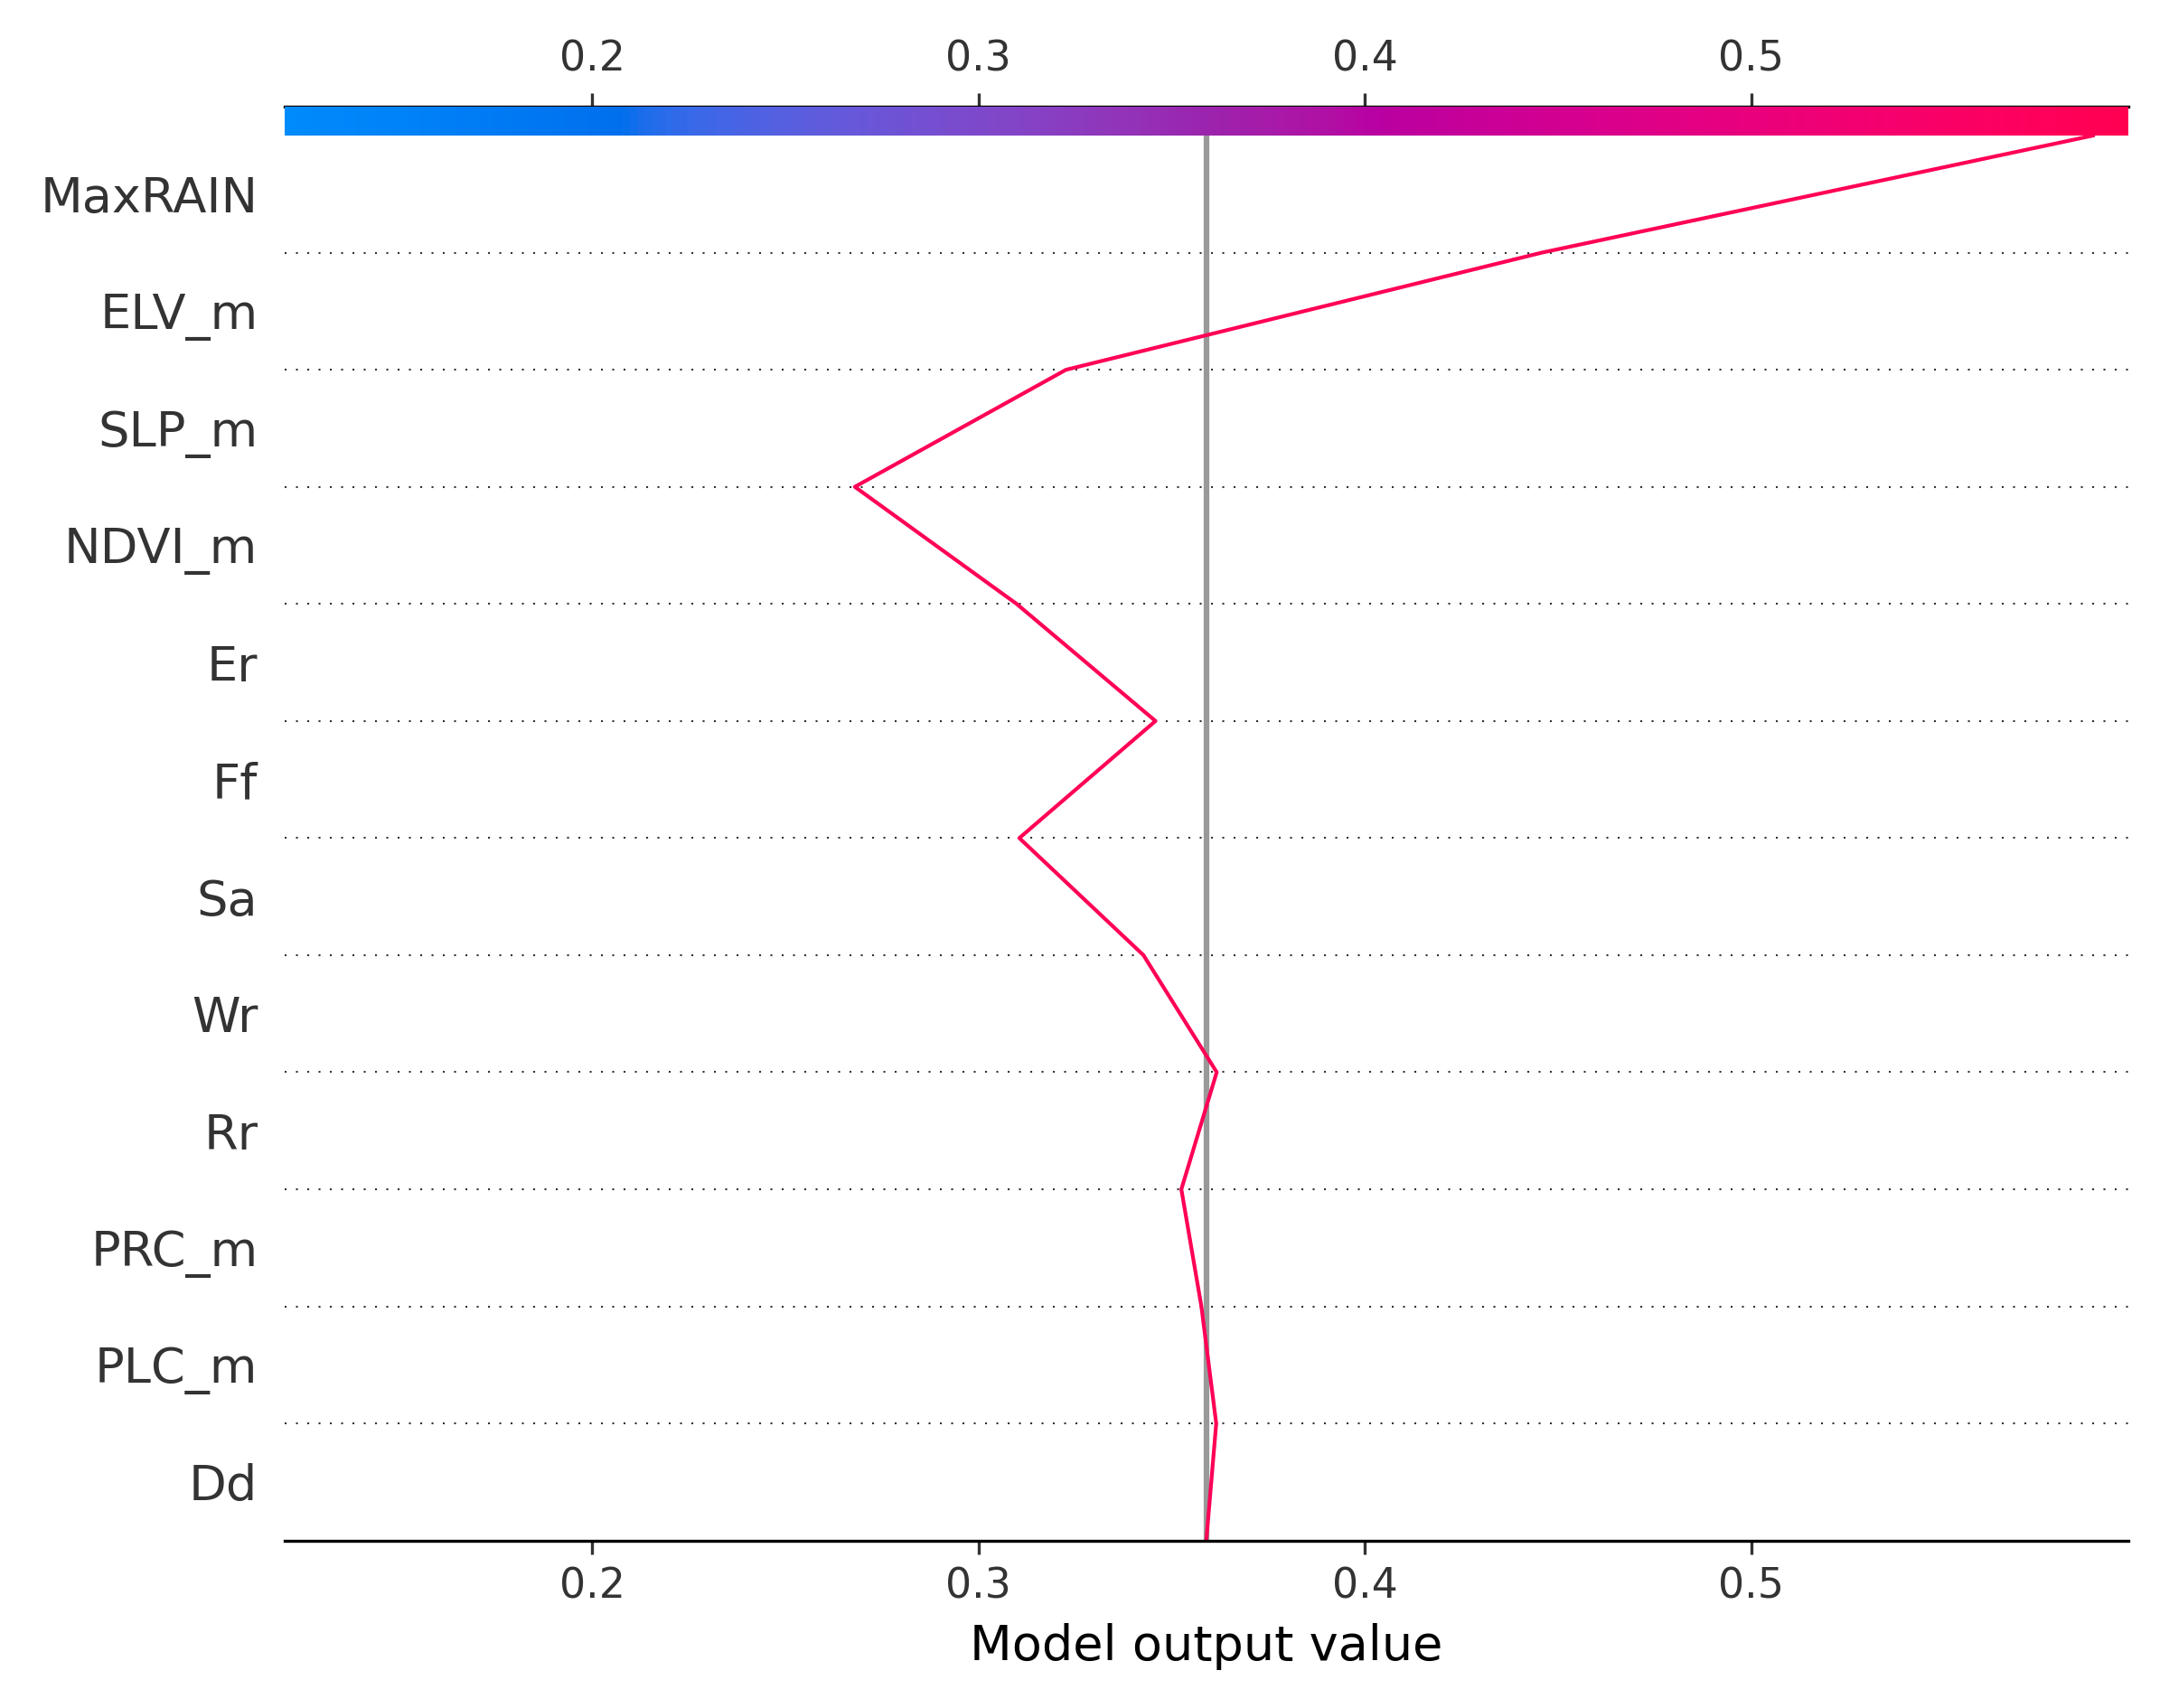 0.2 0.3 0.4 0.5
MaxRAIN
ELV_m
SLP_m
NDVI_m
Er
Ff
Sa
Wr
Rr
PRC_m
PLC_m
Dd
0.2 0.3 0.4 0.5
Model output value